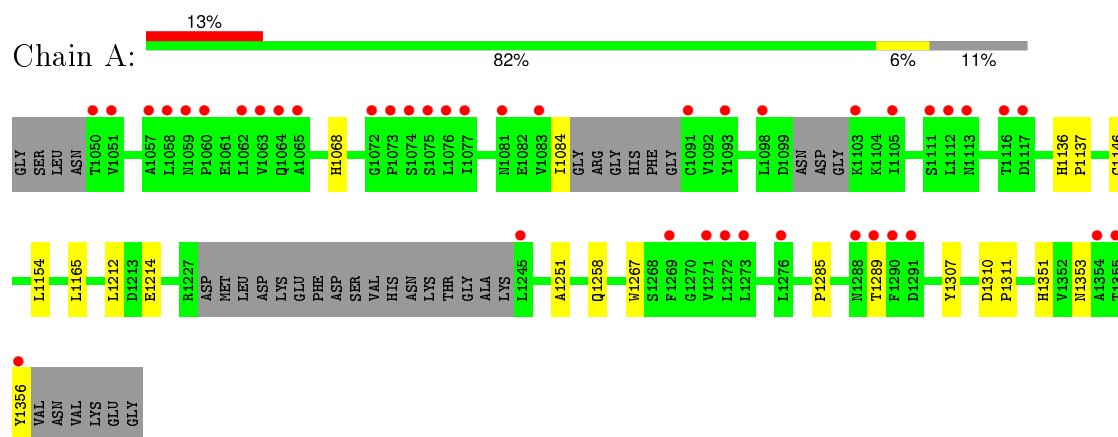 13%
Chain A:
82%
6%
11%
GLY SER LEU ASN T1050 V1051 A1057 L1058 N1059 P1060 E1061 L1062 V1063 Q1064 A1065 H1068 G1072 P1073 S1074 S1075 L1076 I1077 N1081 E1082 V1083 I1084 GLY ARG GLY HIS PHE GLY C1091 V1092 Y1093 L1098 D1099 ASN ASP GLY K1103 K1104 I1105 S1111 L1112 N1113 T1116 D1117 H1136 P1137 C1146
L1154 L1165 L1212 D1213 E1214 R1227 ASP MET LEU ASP LYS GLU PHE ASP SER VAL HIS ASN LYS THR GLY ALA LYS L1245 A1251 Q1258 W1267 S1268 F1269 G1270 V1271 L1272 L1273 L1276 P1285 N1288 T1289 F1290 D1291 Y1307 D1310 P1311 H1351 V1352 N1353 A1354 T1355
Y1356 VAL ASN VAL LYS GLU GLY